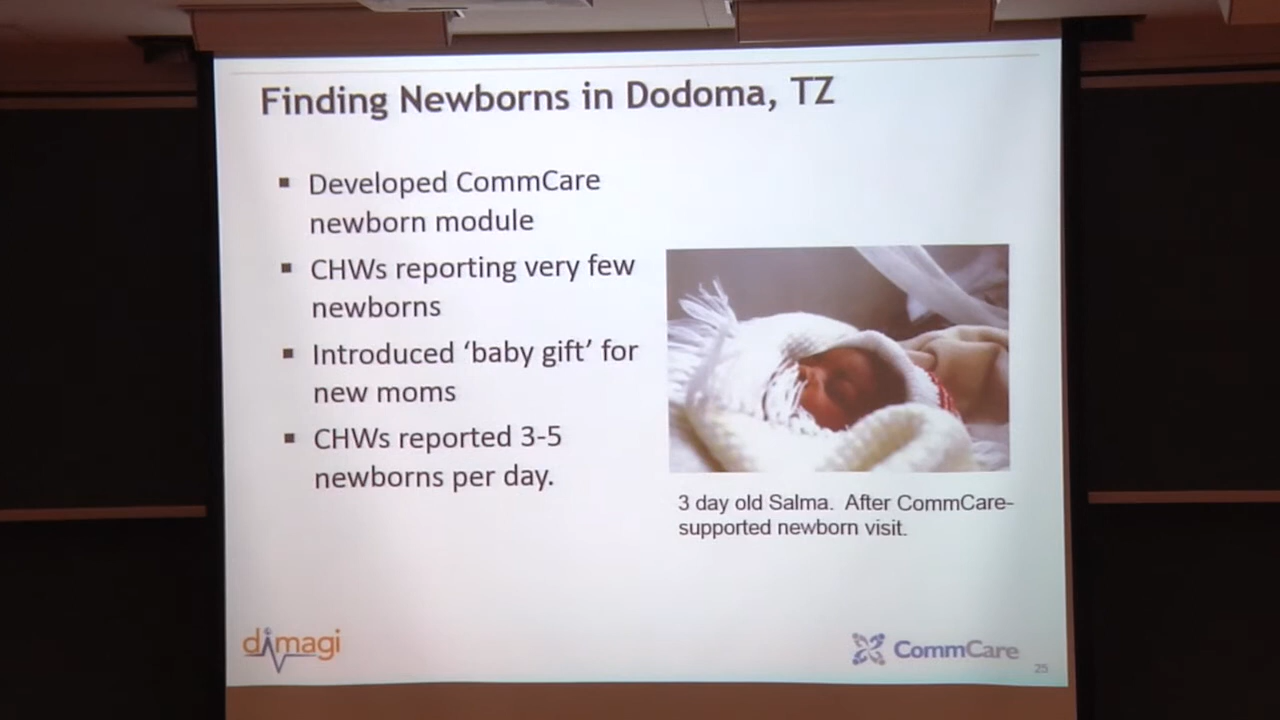 Finding Newborns in Dodoma, TZ
▪ Developed CommCare
newborn module
▪ CHWs reporting very few
newborns
▪ Introduced ‘baby gift’ for
new moms
▪ CHWs reported 3-5
newborns per day.
3 day old Salma. After CommCare-
supported newborn visit.
dimagi
CommCare
25